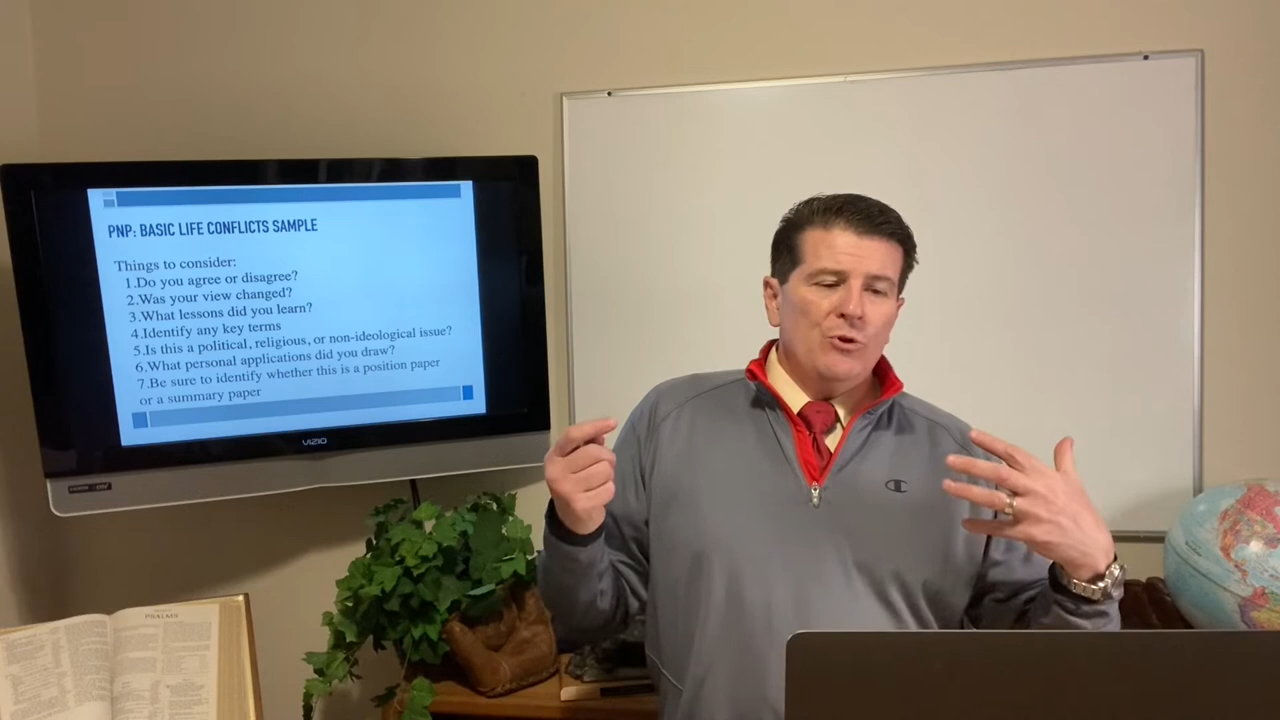 PNP: BASIC LIFE CONFLICTS SAMPLE
Things to consider:
1.Do you agree or disagree?
2.Was your view changed?
3.What lessons did you learn?
4.Identify any key terms
5.Is this a political, religious, or non-ideological issue?
6.What personal applications did you draw?
7.Be sure to identify whether this is a position paper
or a summary paper
VIZIO
PSALMS